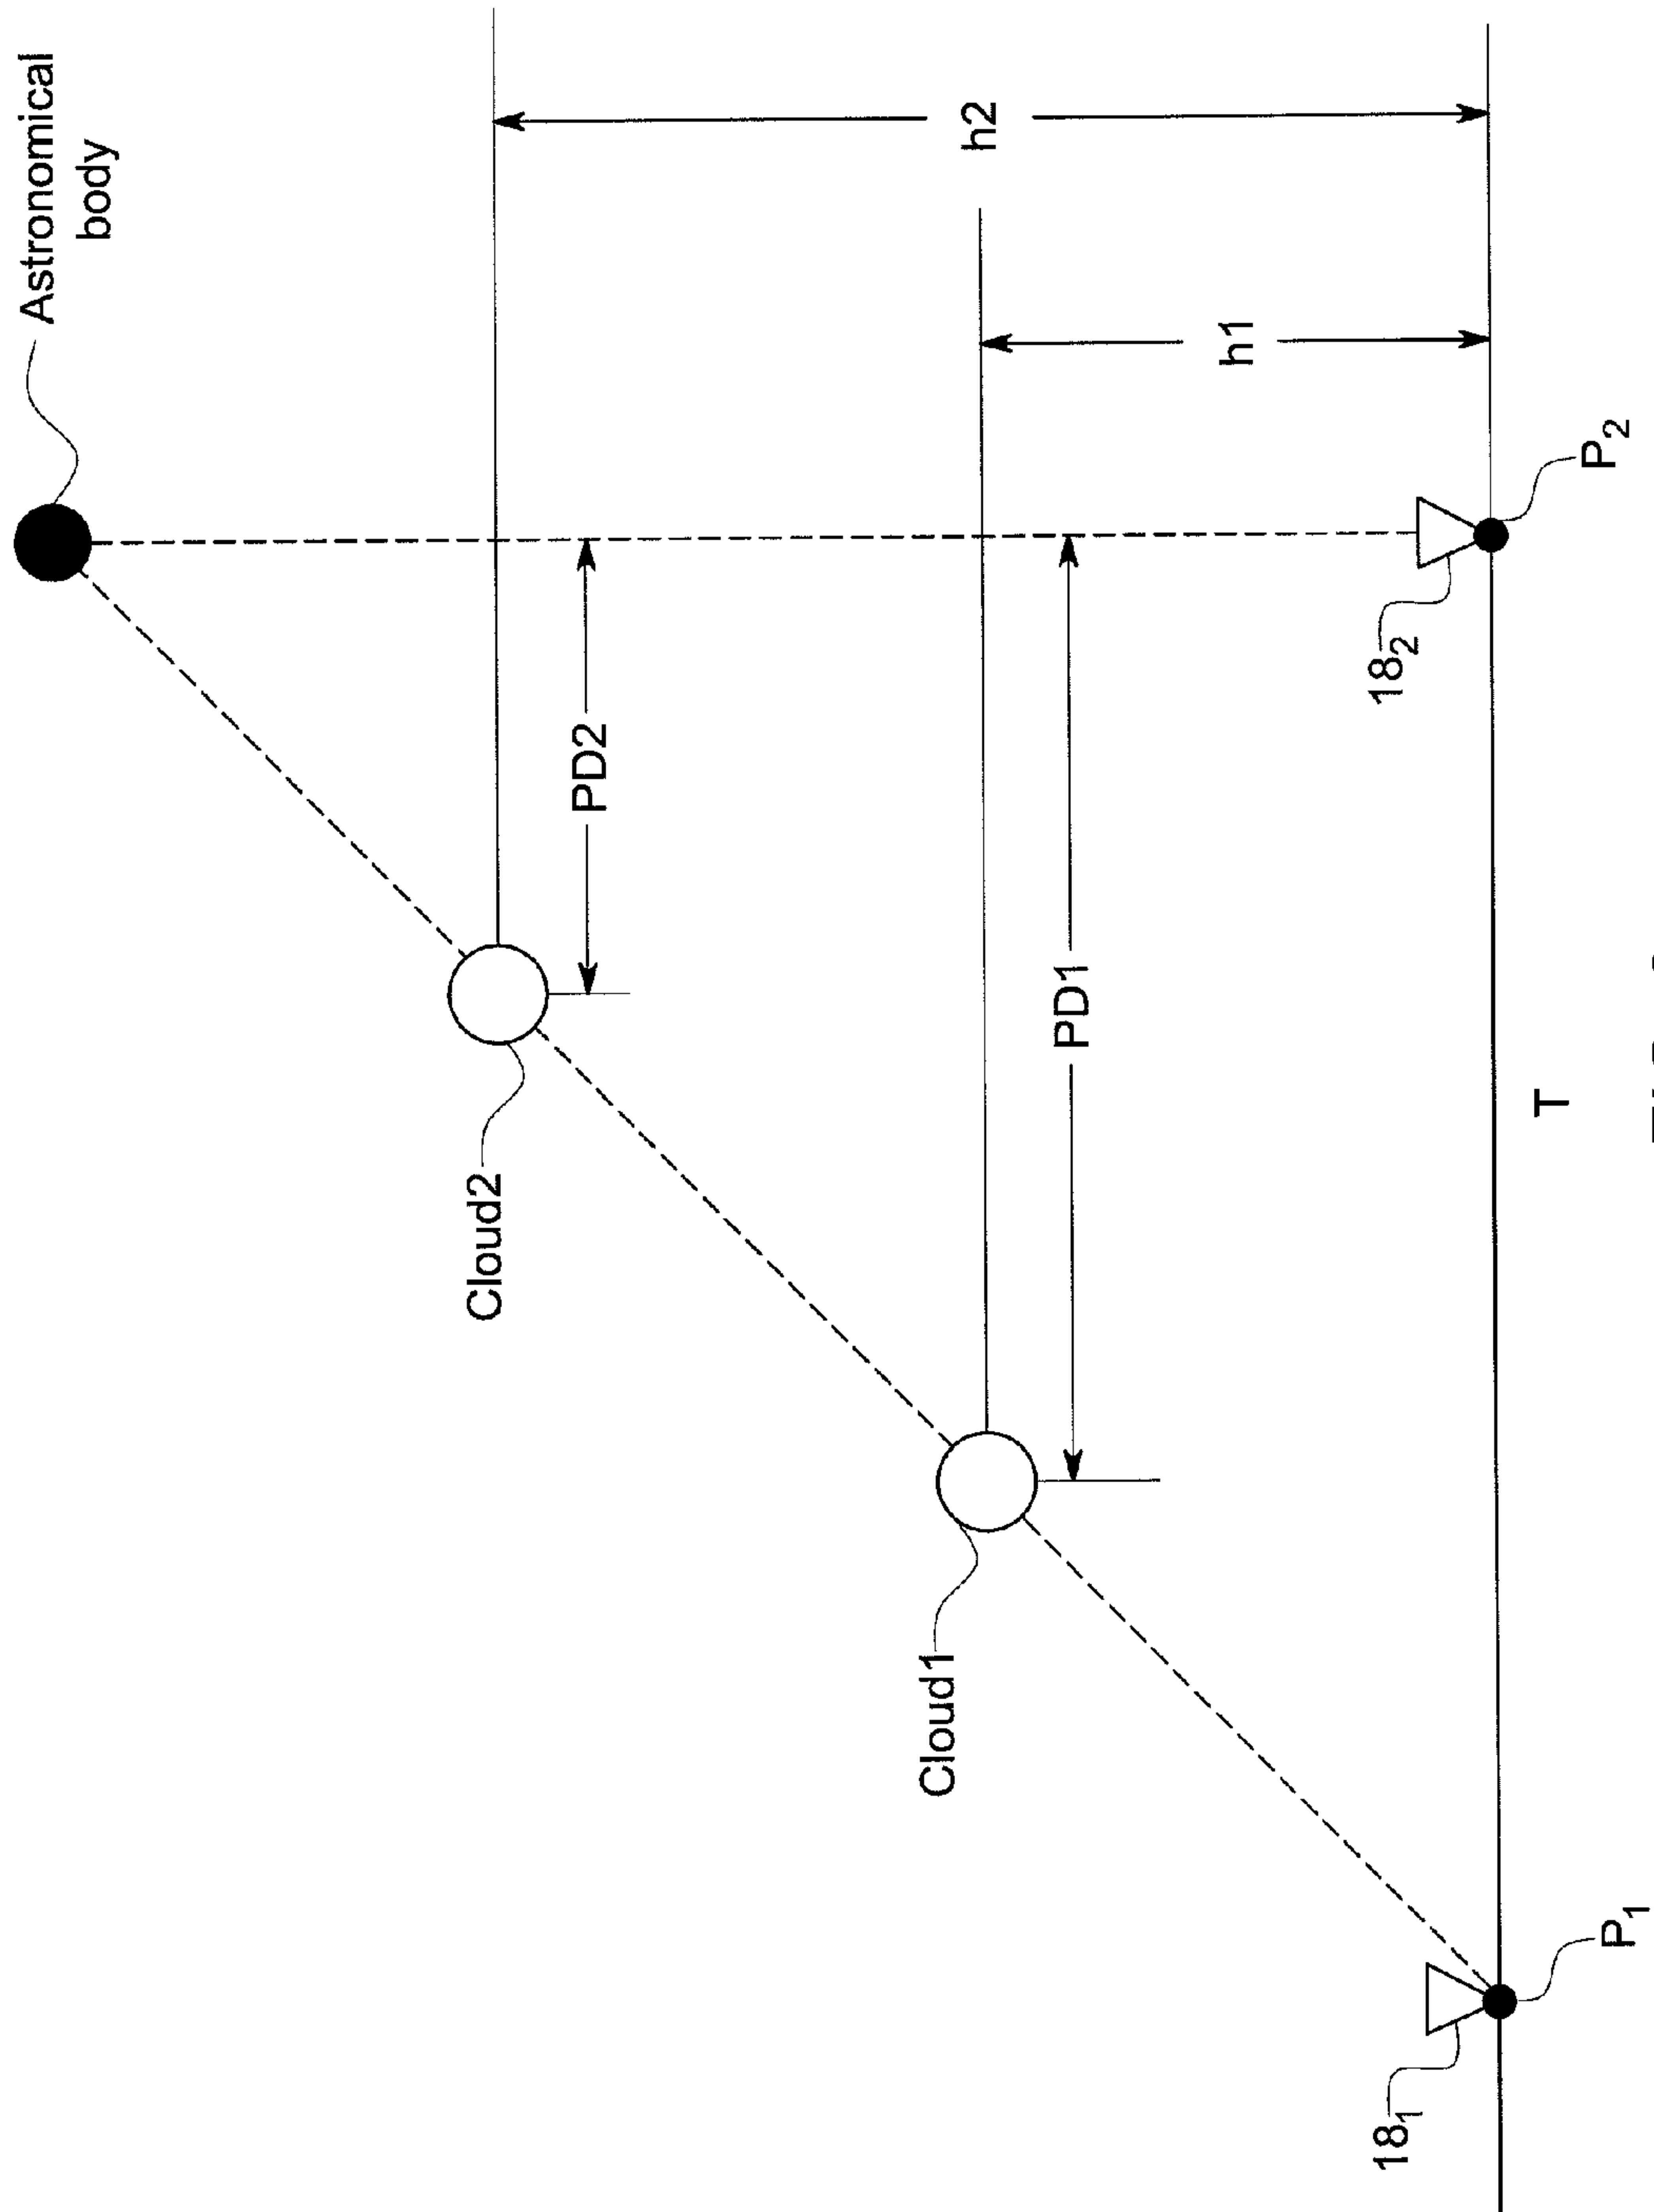 Astronomical
body
h2
h1
PD2
Cloud2
PD1
Cloud1
18₂
18₁
T
P₂
P₁